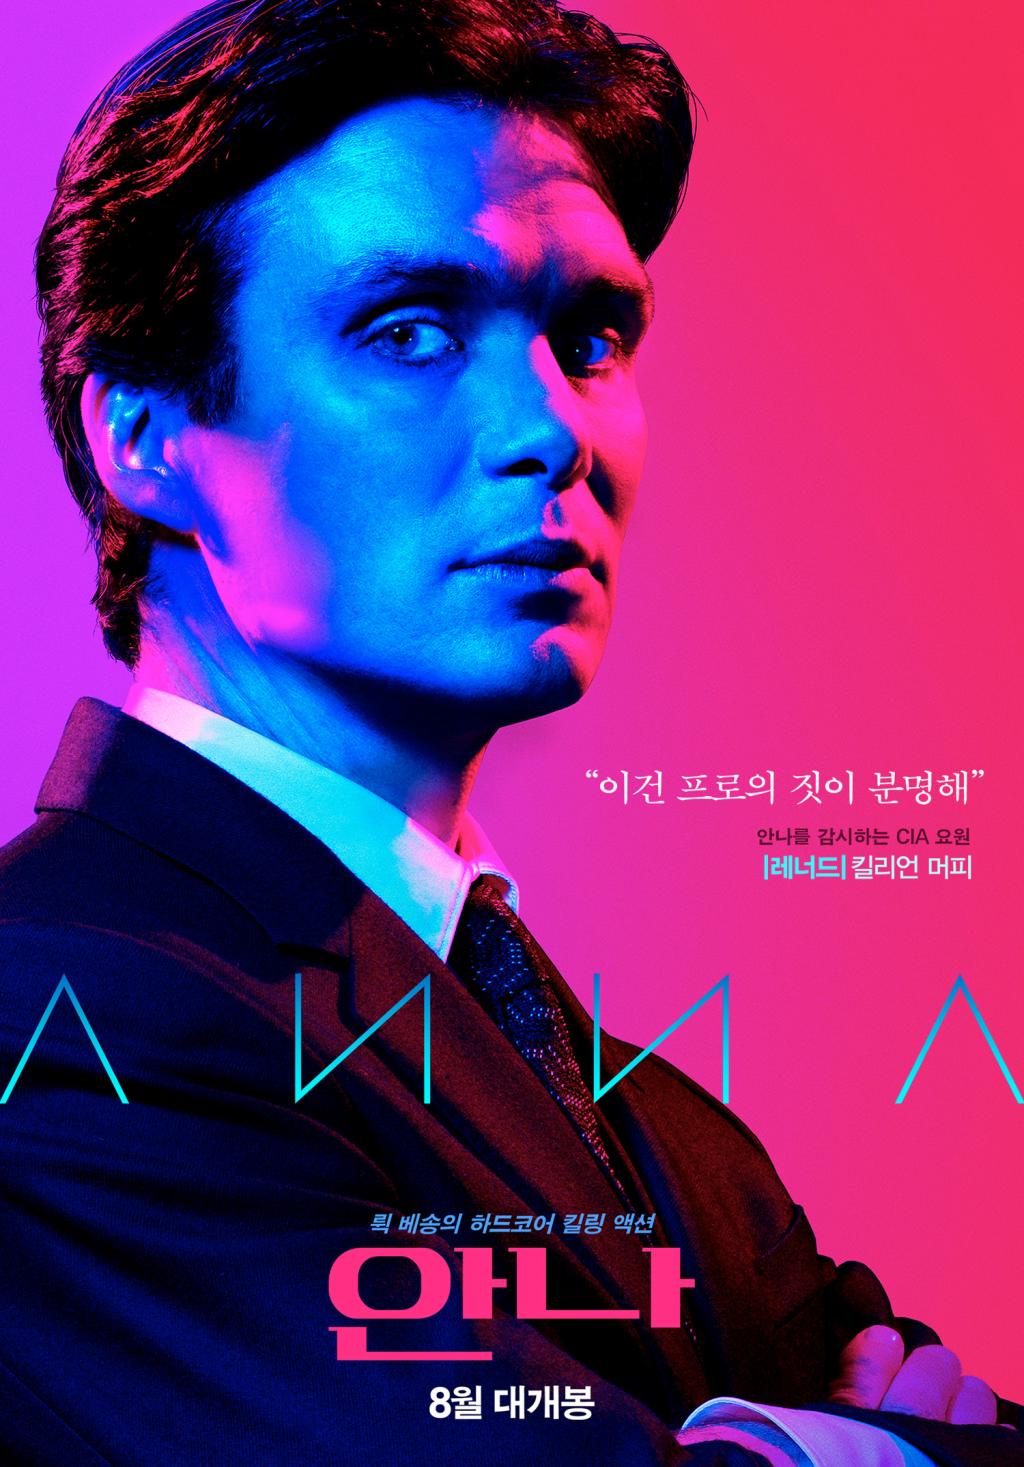 “이건 프로의 짓이 분명해”
안나를 감시하는 CIA 요원
|레너드| 킬리언 머피
ANNA
뤽 베송의 하드코어 킬링 액션
안나
8월 대개봉